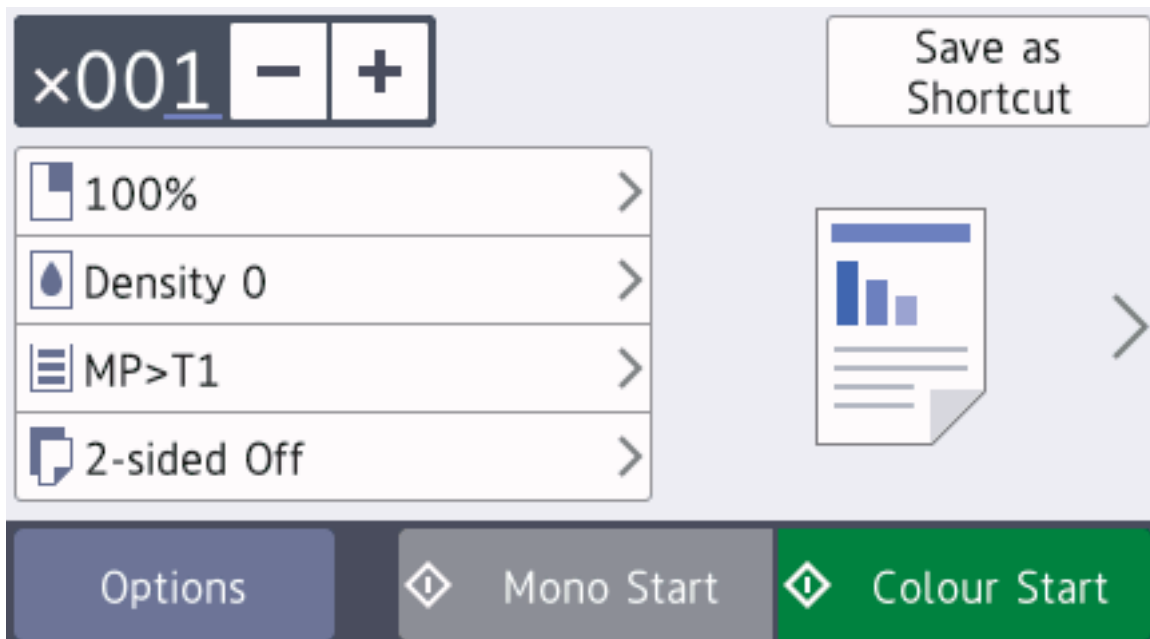 ×001 - +
Save as
Shortcut
100%
Density 0
MP>T1
2-sided Off
Options
Mono Start
Colour Start